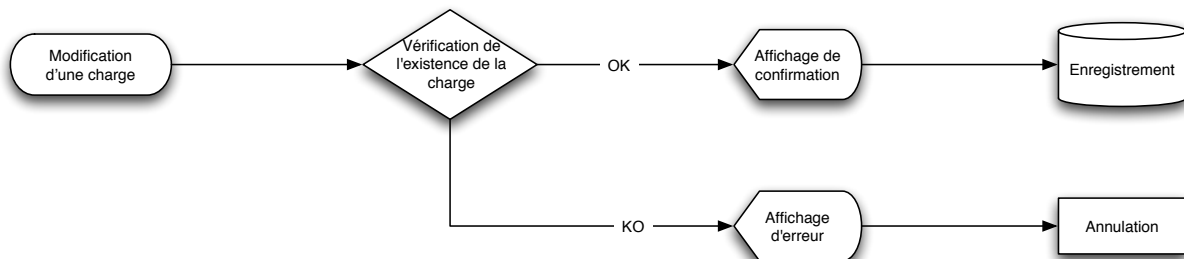 Modification
d'une charge
Vérification de
l'existence de la
charge
OK
Affichage de
confirmation
Enregistrement
KO
Affichage
d'erreur
Annulation